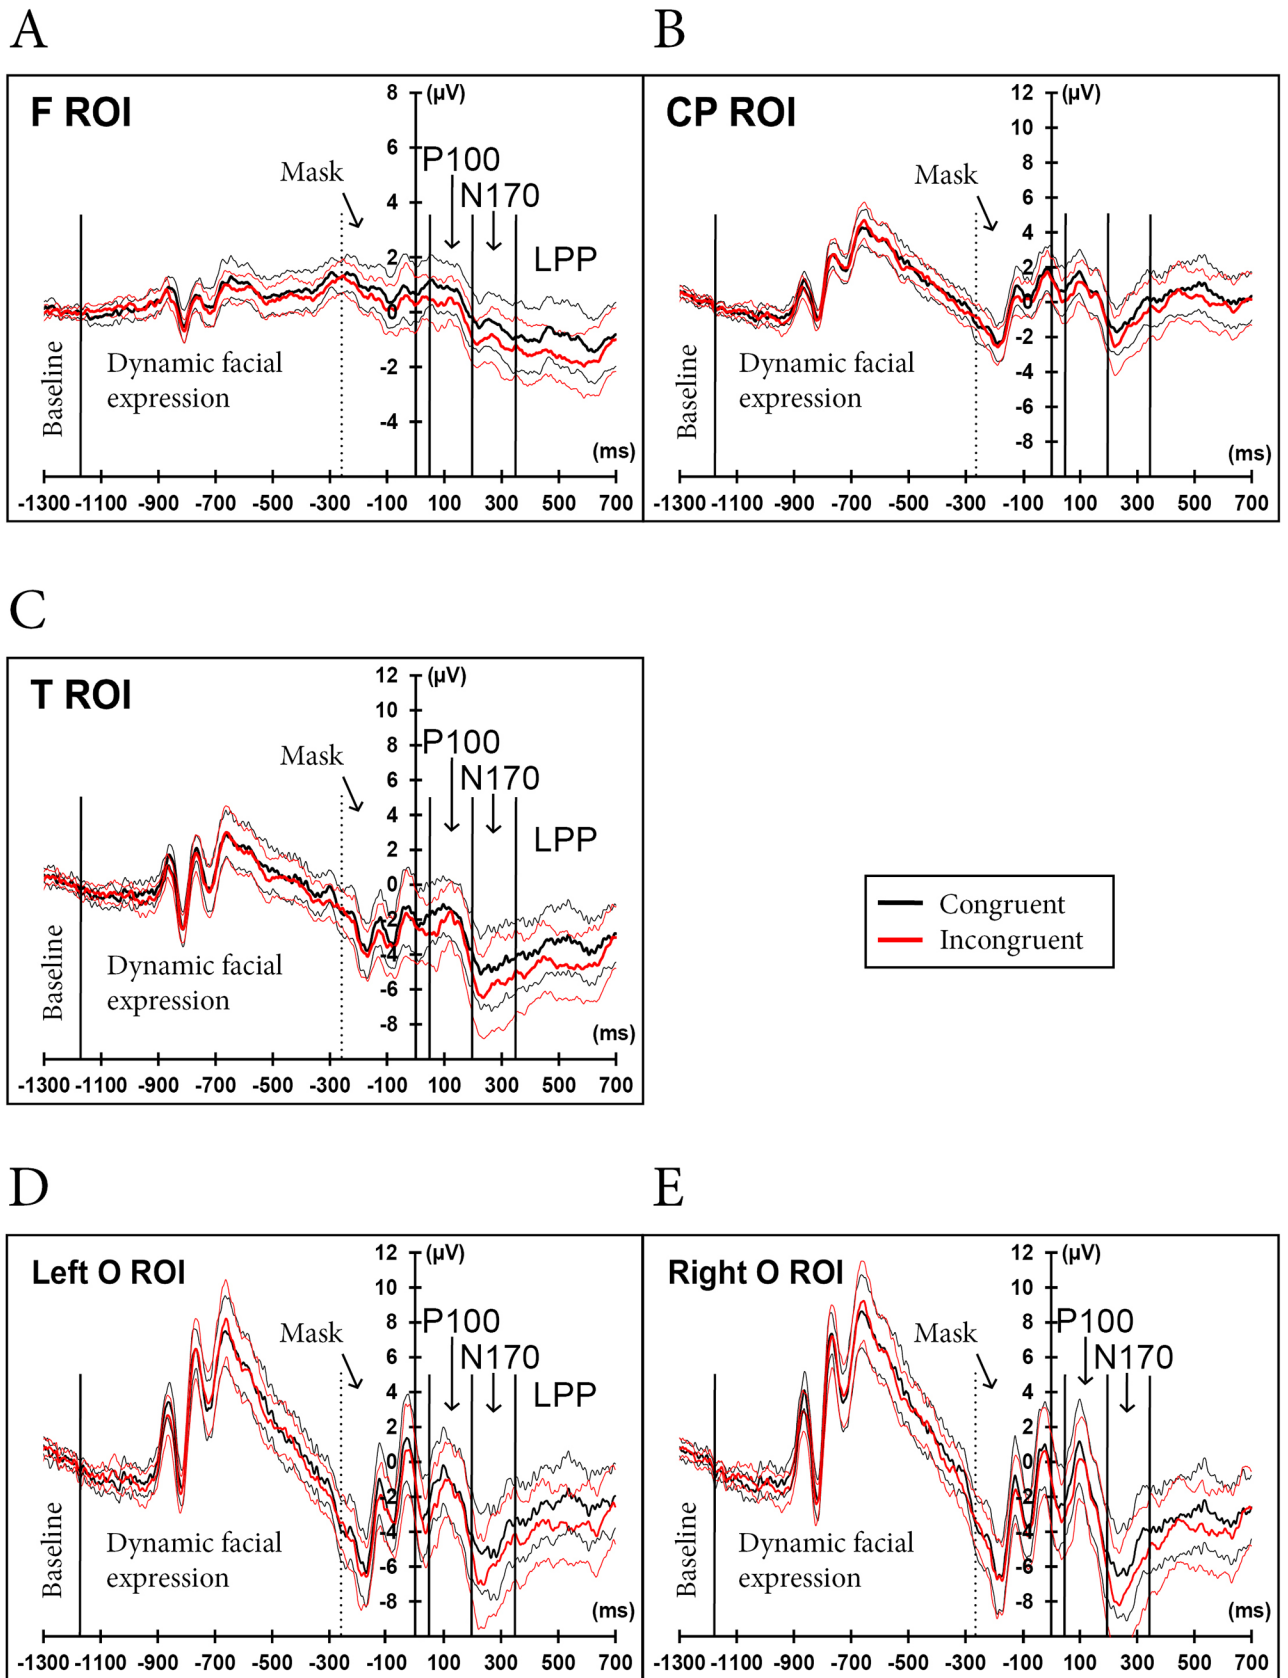 A
F ROI
8 (µV)
6
4
2
0
-2
-4
Mask
P100
N170
LPP
Baseline
Dynamic facial
expression
(ms)
-1300 -1100 -900 -700 -500 -300 -100 100 300 500 700
B
CP ROI
12 (µV)
10
8
6
4
2
0
-2
-4
-6
-8
Mask
Baseline
Dynamic facial
expression
(ms)
-1300 -1100 -900 -700 -500 -300 -100 100 300 500 700
C
T ROI
12 (µV)
10
8
6
4
2
0
-2
-4
-6
-8
Mask
P100
N170
LPP
Baseline
Dynamic facial
expression
(ms)
-1300 -1100 -900 -700 -500 -300 -100 100 300 500 700
Congruent
Incongruent
D
Left O ROI
12 (µV)
10
8
6
4
2
0
-2
-4
-6
-8
Mask
P100
N170
LPP
Baseline
Dynamic facial
expression
(ms)
-1300 -1100 -900 -700 -500 -300 -100 100 300 500 700
E
Right O ROI
12 (µV)
10
8
6
4
2
0
-2
-4
-6
-8
Mask
P100
N170
Baseline
Dynamic facial
expression
(ms)
-1300 -1100 -900 -700 -500 -300 -100 100 300 500 700